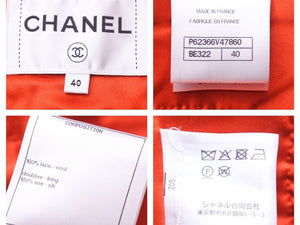 CHANEL
40
MADE IN FRANCE
FABRIQUE EN FRANCE
P62366V47860
BE322 40
COMPOSITION
100% laine - wool
doublure - lining
100% soie - silk
シャネル合同会社